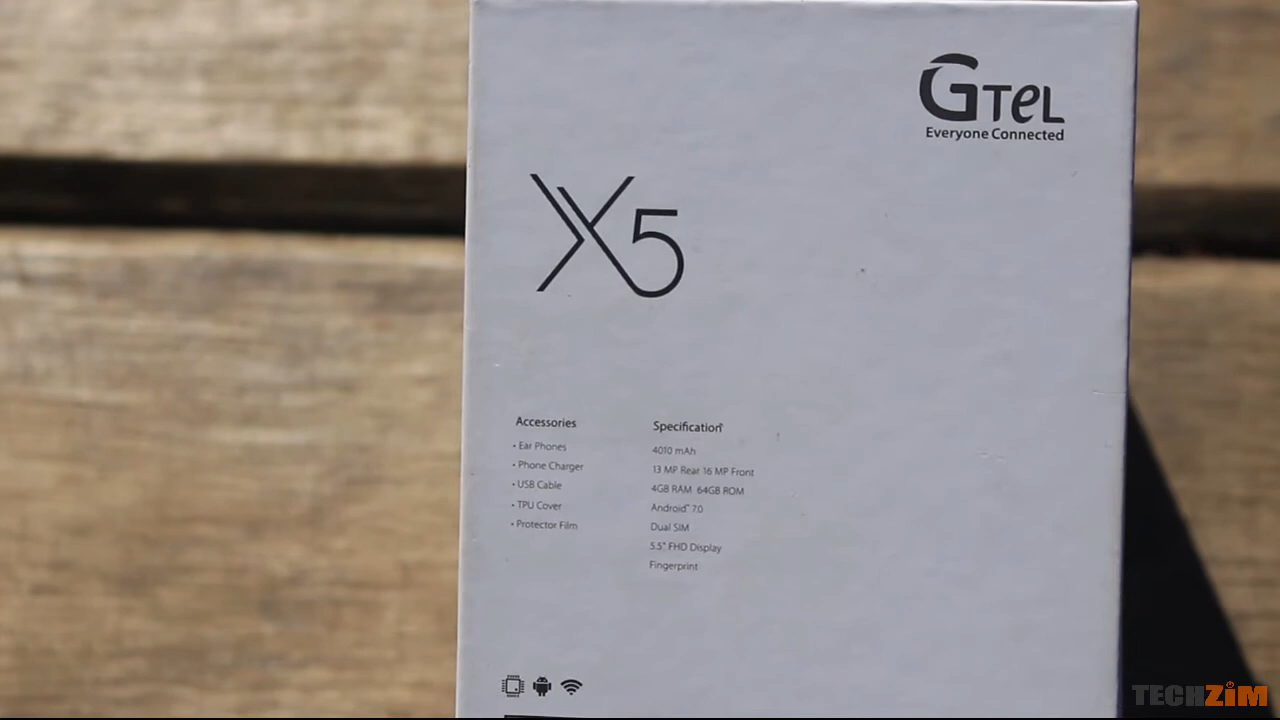 GTeL
Everyone Connected
X5
Accessories
• Ear Phones
• Phone Charger
• USB Cable
• TPU Cover
• Protector Film
Specification
4010 mAh
13 MP Rear 16 MP Front
4GB RAM 64GB ROM
Android™ 7.0
Dual SIM
5.5" FHD Display
Fingerprint
TECHZiM